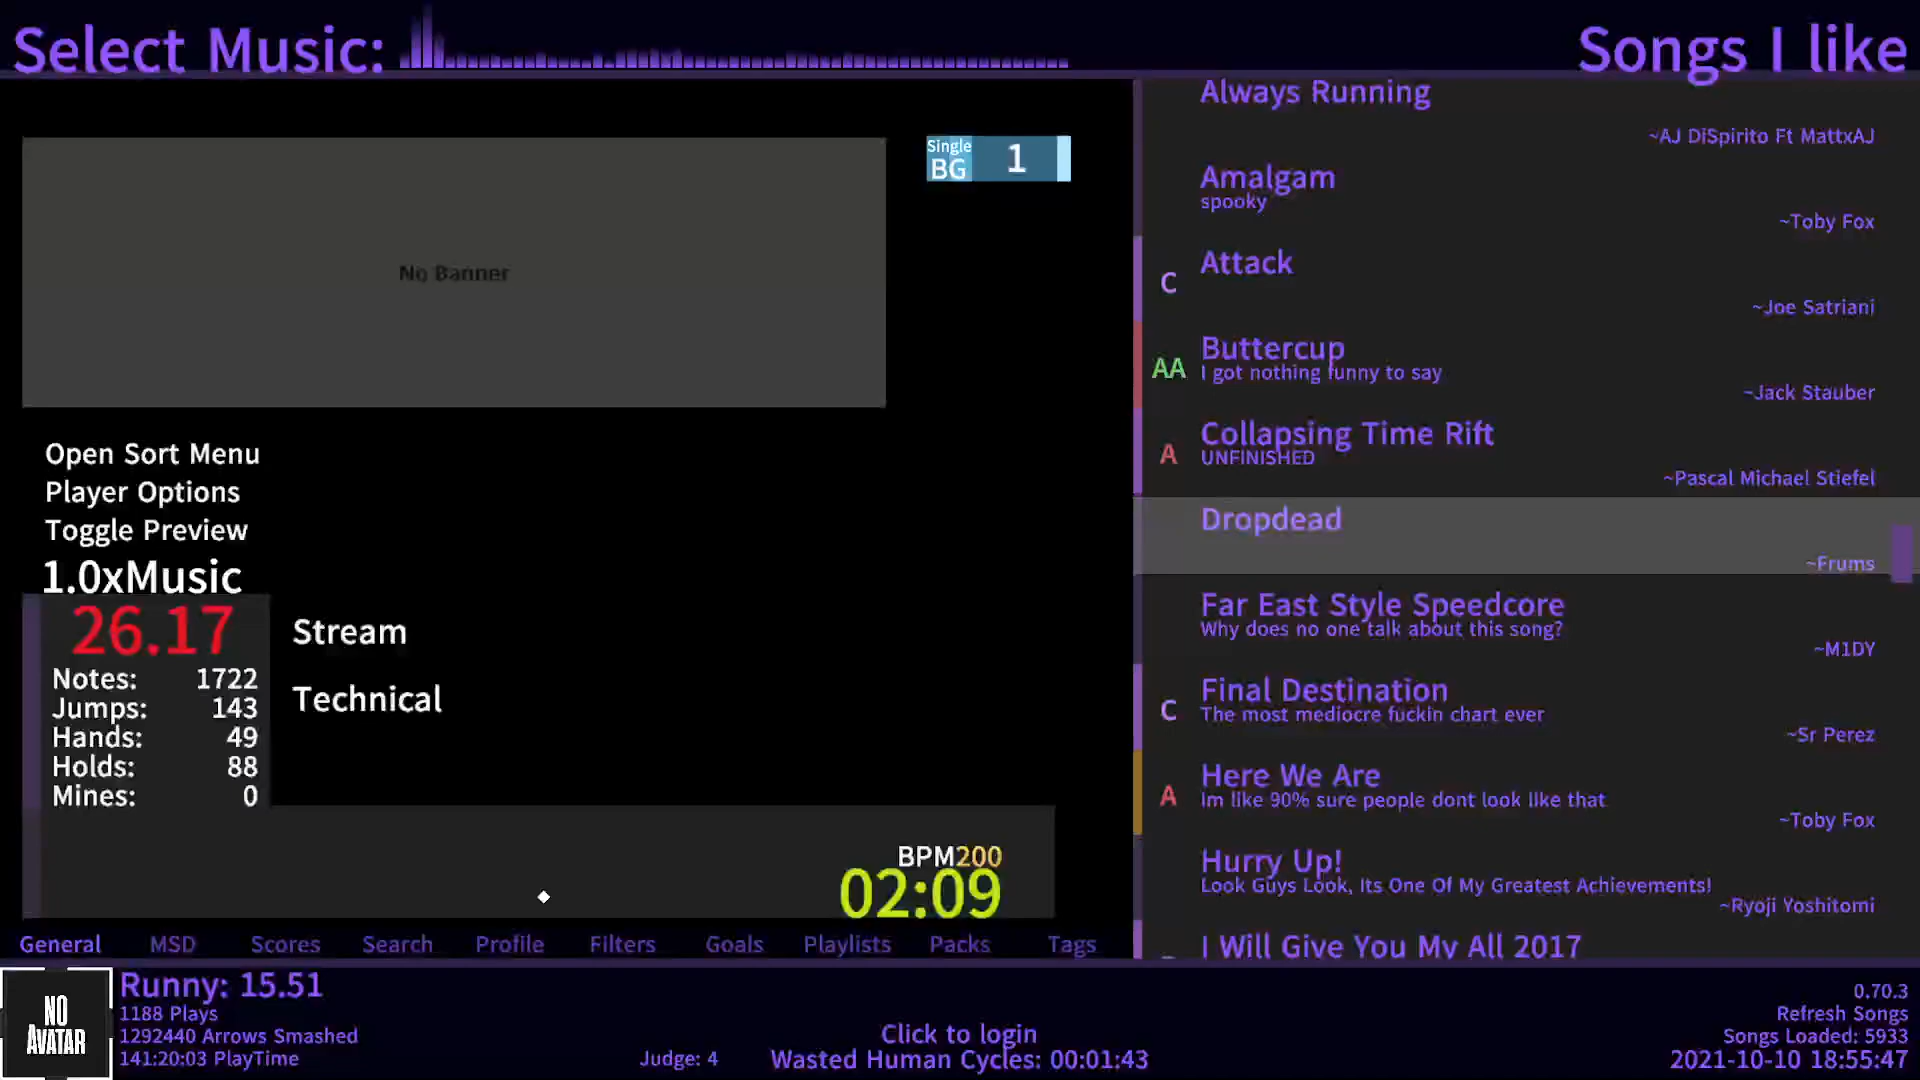 Select Music:
Songs I like
No Banner
Single
BG
1
Open Sort Menu
Player Options
Toggle Preview
1.0xMusic
26.17
Notes: 1722
Jumps: 143
Hands: 49
Holds: 88
Mines: 0
Stream
Technical
BPM200
02:09
Always Running
~AJ DiSpirito Ft MattxAJ
Amalgam
spooky
~Toby Fox
C
Attack
~Joe Satriani
AA
Buttercup
I got nothing funny to say
~Jack Stauber
A
Collapsing Time Rift
UNFINISHED
~Pascal Michael Stiefel
Dropdead
~Frums
Far East Style Speedcore
Why does no one talk about this song?
~M1DY
C
Final Destination
The most mediocre fuckin chart ever
~Sr Perez
A
Here We Are
Im like 90% sure people dont look like that
~Toby Fox
Hurry Up!
Look Guys Look, Its One Of My Greatest Achievements!
~Ryoji Yoshitomi
I Will Give You My All 2017
General MSD Scores Search Profile Filters Goals Playlists Packs Tags
NO
AVATAR
Runny: 15.51
1188 Plays
1292440 Arrows Smashed
141:20:03 PlayTime
Judge: 4
Click to login
Wasted Human Cycles: 00:01:43
0.70.3
Refresh Songs
Songs Loaded: 5933
2021-10-10 18:55:47